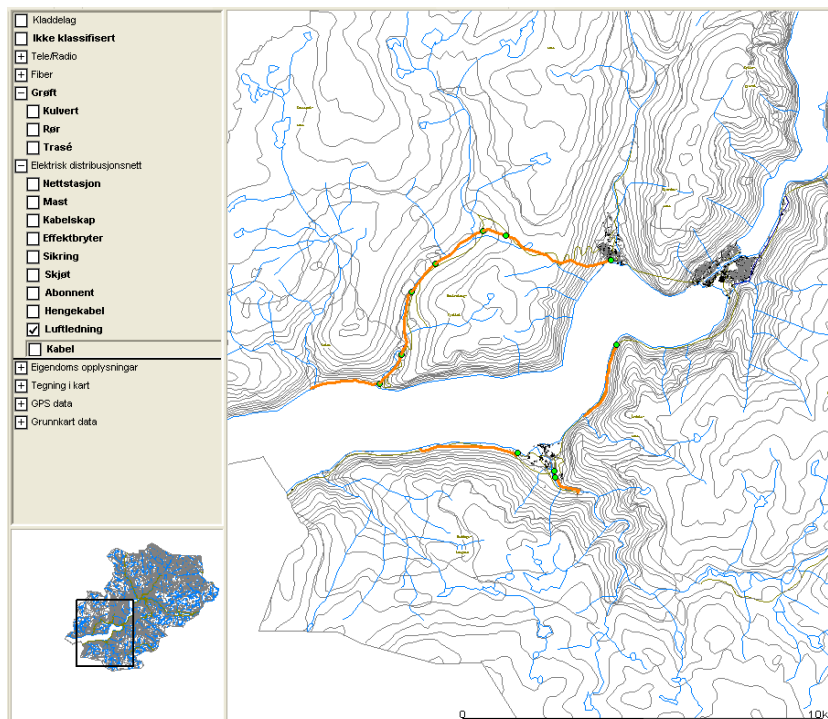 Kladdelag
Ikke klassifisert
Tele/Radio
Fiber
Grøft
Kulvert
Rør
Trasé
Elektrisk distribusjonsnett
Nettstasjon
Mast
Kabelskap
Effektbryter
Sikring
Skjøt
Abonnent
Hengekabel
Luftledning
Kabel
Eigendoms opplysningar
Tegning i kart
GPS data
Grunnkart data
0 10k